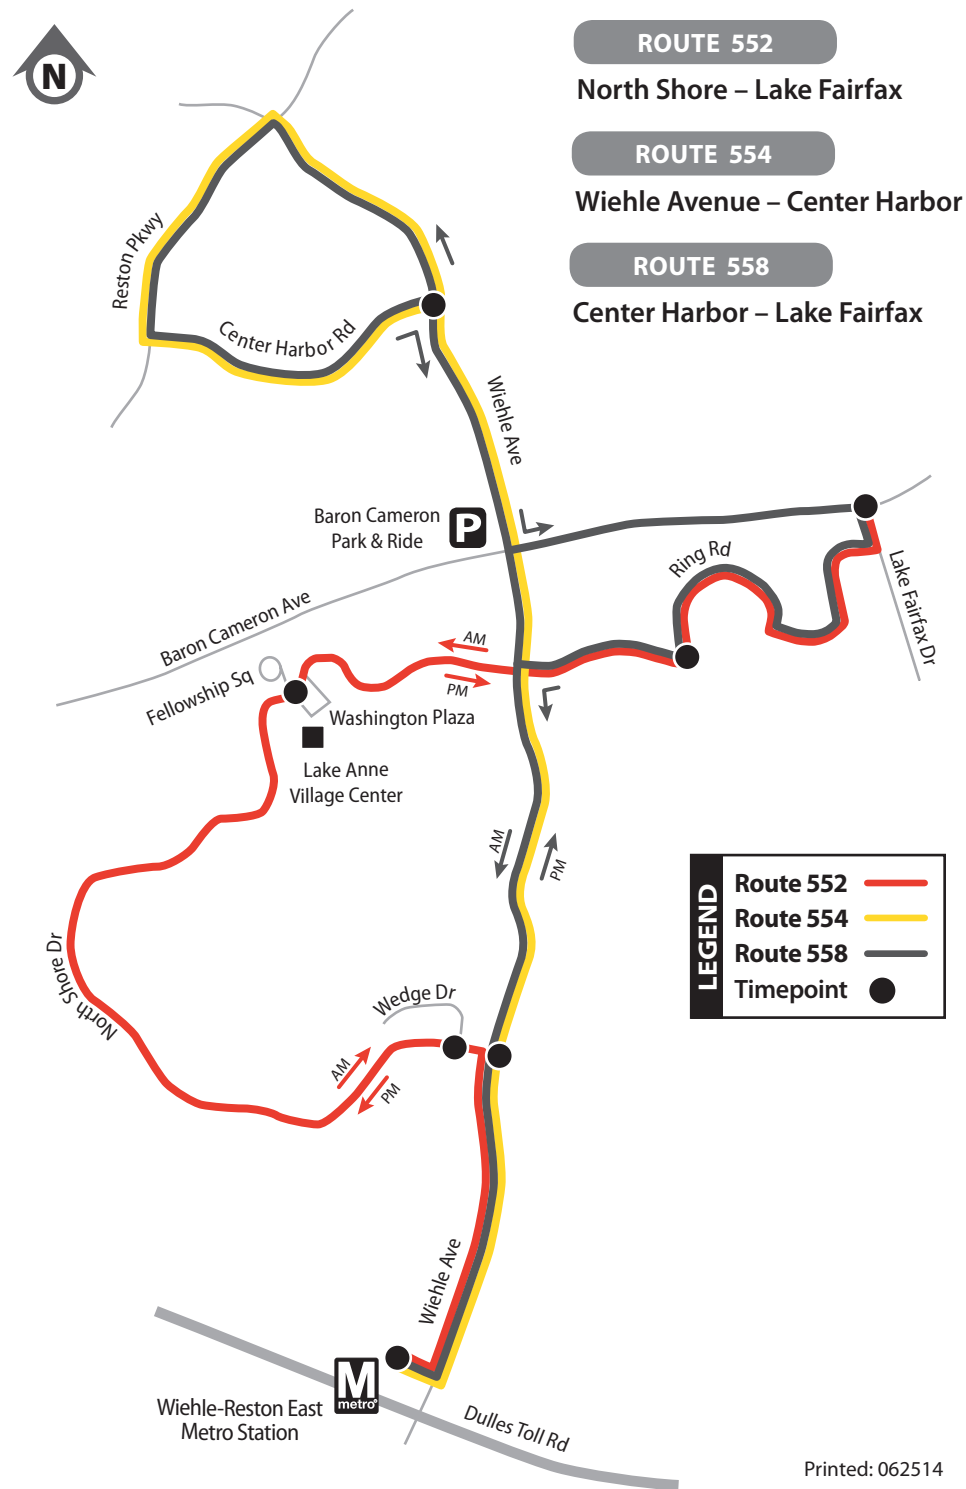 N
ROUTE 552
North Shore – Lake Fairfax
ROUTE 554
Wiehle Avenue – Center Harbor
ROUTE 558
Center Harbor – Lake Fairfax
Reston Pkwy
Center Harbor Rd
Wiehle Ave
Baron Cameron
Park & Ride
P
Ring Rd
Lake Fairfax Dr
Baron Cameron Ave
AM
PM
Fellowship Sq
Washington Plaza
Lake Anne
Village Center
AM
PM
LEGEND
Route 552
Route 554
Route 558
Timepoint
North Shore Dr
Wedge Dr
AM
PM
Wiehle Ave
M
metro®
Wiehle-Reston East
Metro Station
Dulles Toll Rd
Printed: 062514